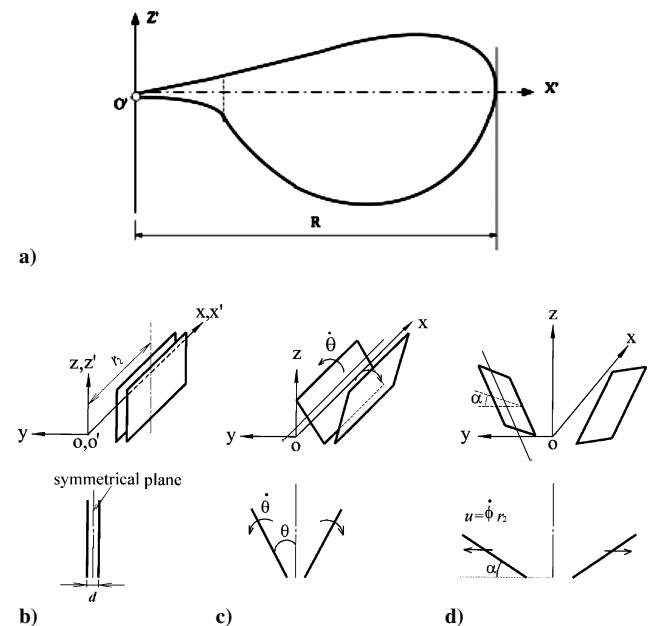 Z'
O'
X'
R
a)
x,x'
r₂
z,z'
y
o,o'
symmetrical plane
d
b)
θ̇
x
z
y
o
θ̇
θ
c)
z
x
α
y
o
u=ϕ̇ r₂
α
d)